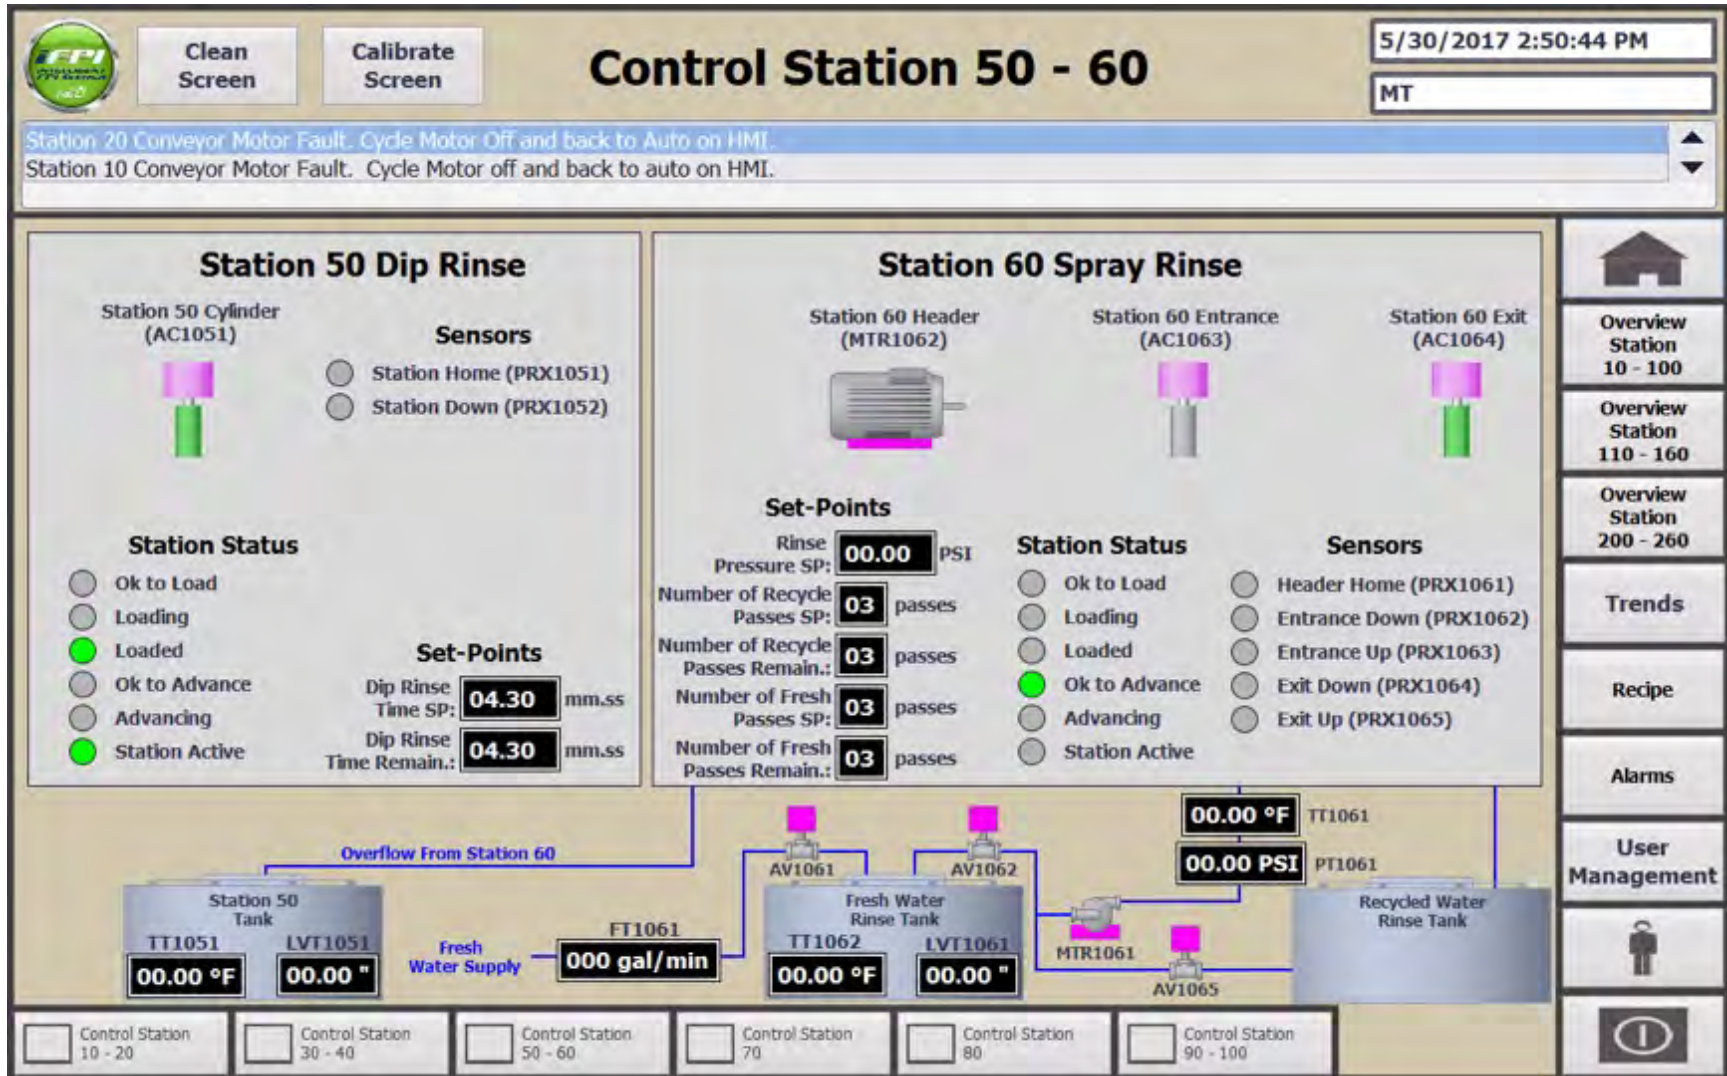 iFPI
Clean
Screen
Calibrate
Screen
Control Station 50 - 60
5/30/2017 2:50:44 PM
MT
Station 20 Conveyor Motor Fault. Cycle Motor Off and back to Auto on HMI.
Station 10 Conveyor Motor Fault. Cycle Motor off and back to auto on HMI.
Station 50 Dip Rinse
Station 50 Cylinder
(AC1051)
Sensors
Station Home (PRX1051)
Station Down (PRX1052)
Station Status
Ok to Load
Loading
Loaded
Ok to Advance
Advancing
Station Active
Set-Points
Dip Rinse
Time SP: 04.30 mm.ss
Dip Rinse
Time Remain.: 04.30 mm.ss
Station 60 Spray Rinse
Station 60 Header
(MTR1062)
Station 60 Entrance
(AC1063)
Station 60 Exit
(AC1064)
Set-Points
Rinse
Pressure SP: 00.00 PSI
Number of Recycle
Passes SP: 03 passes
Number of Recycle
Passes Remain.: 03 passes
Number of Fresh
Passes SP: 03 passes
Number of Fresh
Passes Remain.: 03 passes
Station Status
Ok to Load
Loading
Loaded
Ok to Advance
Advancing
Station Active
Sensors
Header Home (PRX1061)
Entrance Down (PRX1062)
Entrance Up (PRX1063)
Exit Down (PRX1064)
Exit Up (PRX1065)
Overflow From Station 60
Station 50
Tank
TT1051 LVT1051
00.00 °F 00.00 "
Fresh
Water Supply
FT1061
000 gal/min
AV1061
AV1062
Fresh Water
Rinse Tank
TT1062 LVT1061
00.00 °F 00.00 "
MTR1061
00.00 °F TT1061
00.00 PSI PT1061
AV1065
Recycled Water
Rinse Tank
Overview
Station
10 - 100
Overview
Station
110 - 160
Overview
Station
200 - 260
Trends
Recipe
Alarms
User
Management
Control Station
10 - 20
Control Station
30 - 40
Control Station
50 - 60
Control Station
70
Control Station
80
Control Station
90 - 100